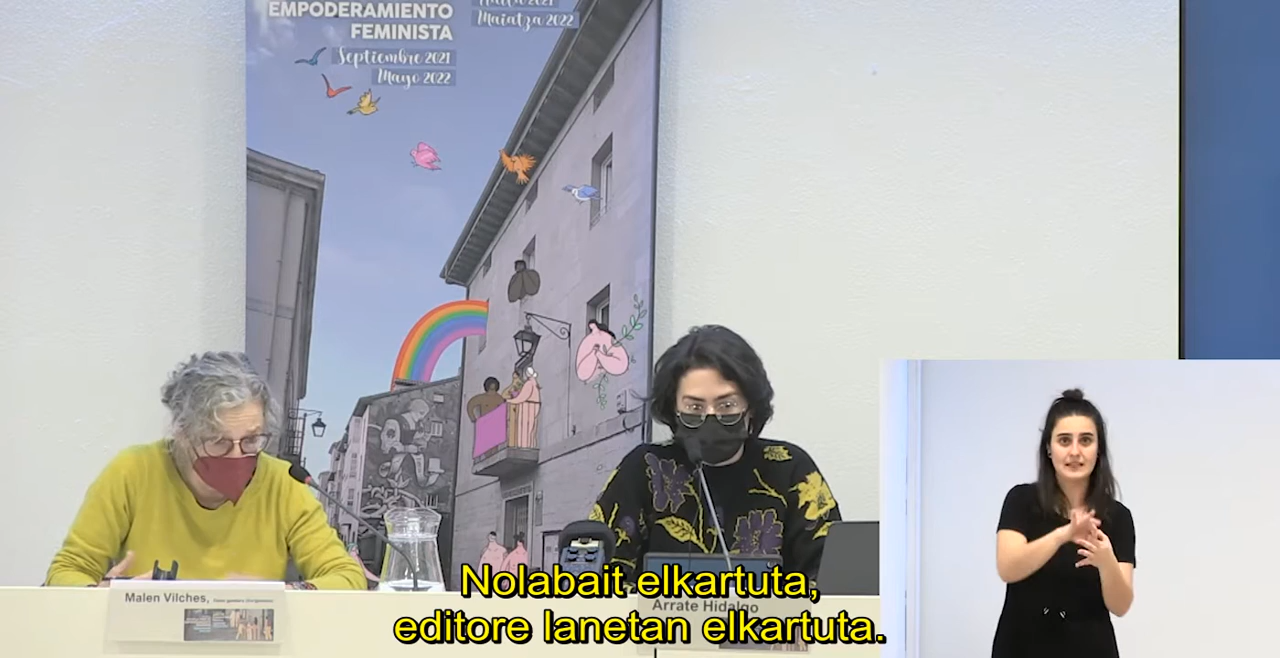 EMPODERAMIENTO
FEMINISTA
Septiembre 2021
Mayo 2022
Maiatza 2022
Malen Vilches,
Arrate Hidalgo
Nolabait elkartuta,
editore lanetan elkartuta.